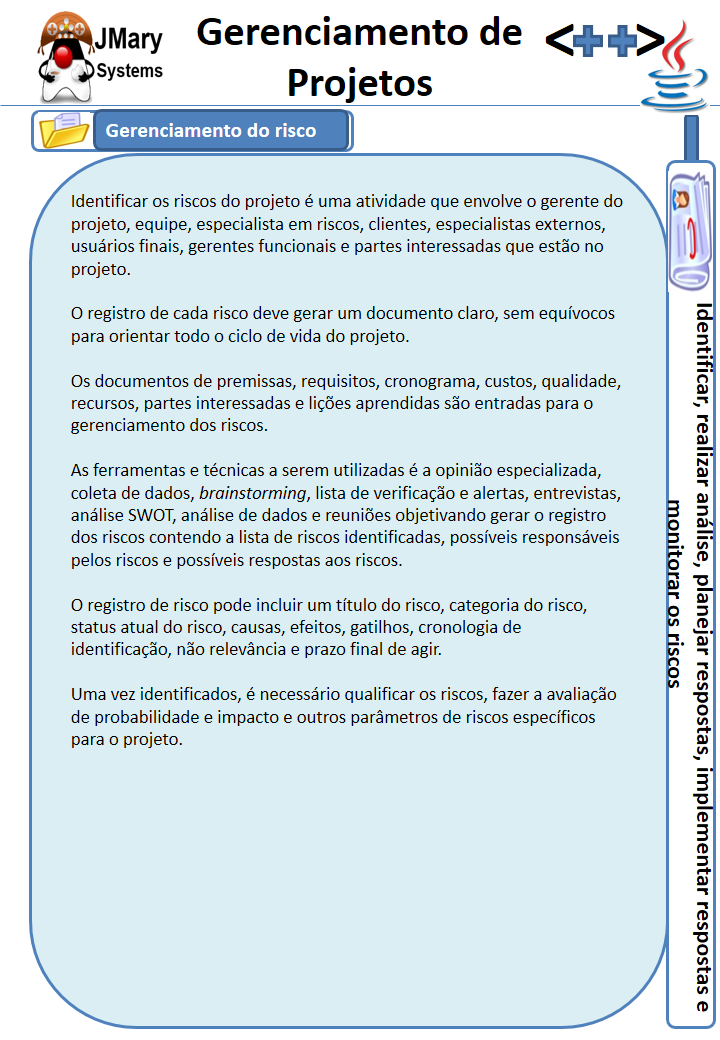 JMary
Systems
Gerenciamento de
Projetos
<++>
Gerenciamento do risco
Identificar os riscos do projeto é uma atividade que envolve o gerente do
projeto, equipe, especialista em riscos, clientes, especialistas externos,
usuários finais, gerentes funcionais e partes interessadas que estão no
projeto.
O registro de cada risco deve gerar um documento claro, sem equívocos
para orientar todo o ciclo de vida do projeto.
Os documentos de premissas, requisitos, cronograma, custos, qualidade,
recursos, partes interessadas e lições aprendidas são entradas para o
gerenciamento dos riscos.
As ferramentas e técnicas a serem utilizadas é a opinião especializada,
coleta de dados, brainstorming, lista de verificação e alertas, entrevistas,
análise SWOT, análise de dados e reuniões objetivando gerar o registro
dos riscos contendo a lista de riscos identificadas, possíveis responsáveis
pelos riscos e possíveis respostas aos riscos.
O registro de risco pode incluir um título do risco, categoria do risco,
status atual do risco, causas, efeitos, gatilhos, cronologia de
identificação, não relevância e prazo final de agir.
Uma vez identificados, é necessário qualificar os riscos, fazer a avaliação
de probabilidade e impacto e outros parâmetros de riscos específicos
para o projeto.
Identificar, realizar análise, planejar respostas, implementar respostas e
monitorar os riscos